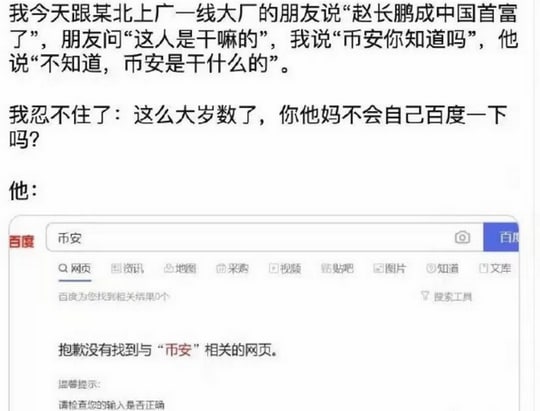 我今天跟某北上广一线大厂的朋友说“赵长鹏成中国首富
了”，朋友问“这人是干嘛的”，我说“币安你知道吗”，他
说“不知道，币安是干什么的”。
我忍不住了：这么大岁数了，你他妈不会自己百度一下
吗？
他：
百度 币安 百度
网页 资讯 地图 采购 视频 贴吧 图片 知道 文库
百度为您找到相关结果0个 搜索工具
抱歉没有找到与“币安”相关的网页。
温馨提示：
请检查您的输入是否正确